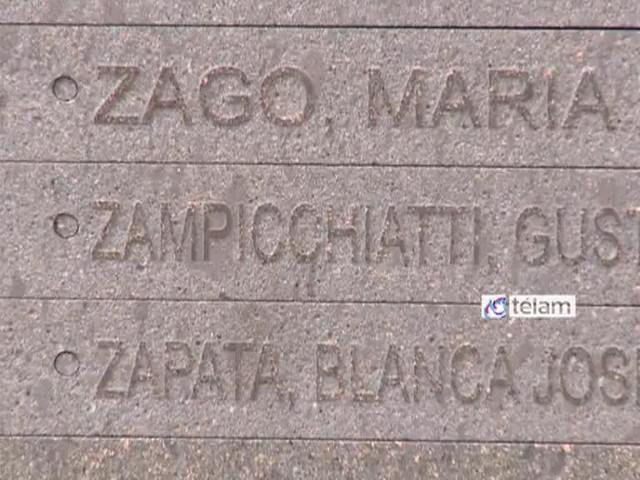 ZAGO, MARIA
ZAMPICCHIATTI, GUST
télam
ZAPATA, BLANCA JOS